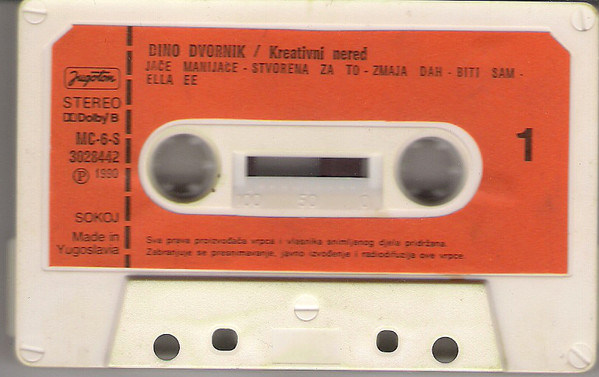 DINO DVORNIK / Kreativni nered
JAČE MANIJAČE - STVORENA ZA TO - ZMAJA DAH - BITI SAM -
ELLA EE
Jugoton
STEREO
Dolby B
MC-6-S
3028442
Ⓟ 1990
SOKOJ
Made in
Yugoslavia
1
100 50 0
Sva prava proizvođača vrpce i vlasnika snimljenog djela pridržana.
Zabranjuje se presnimavanje, javno izvođenje i radiodifuzija ove vrpce